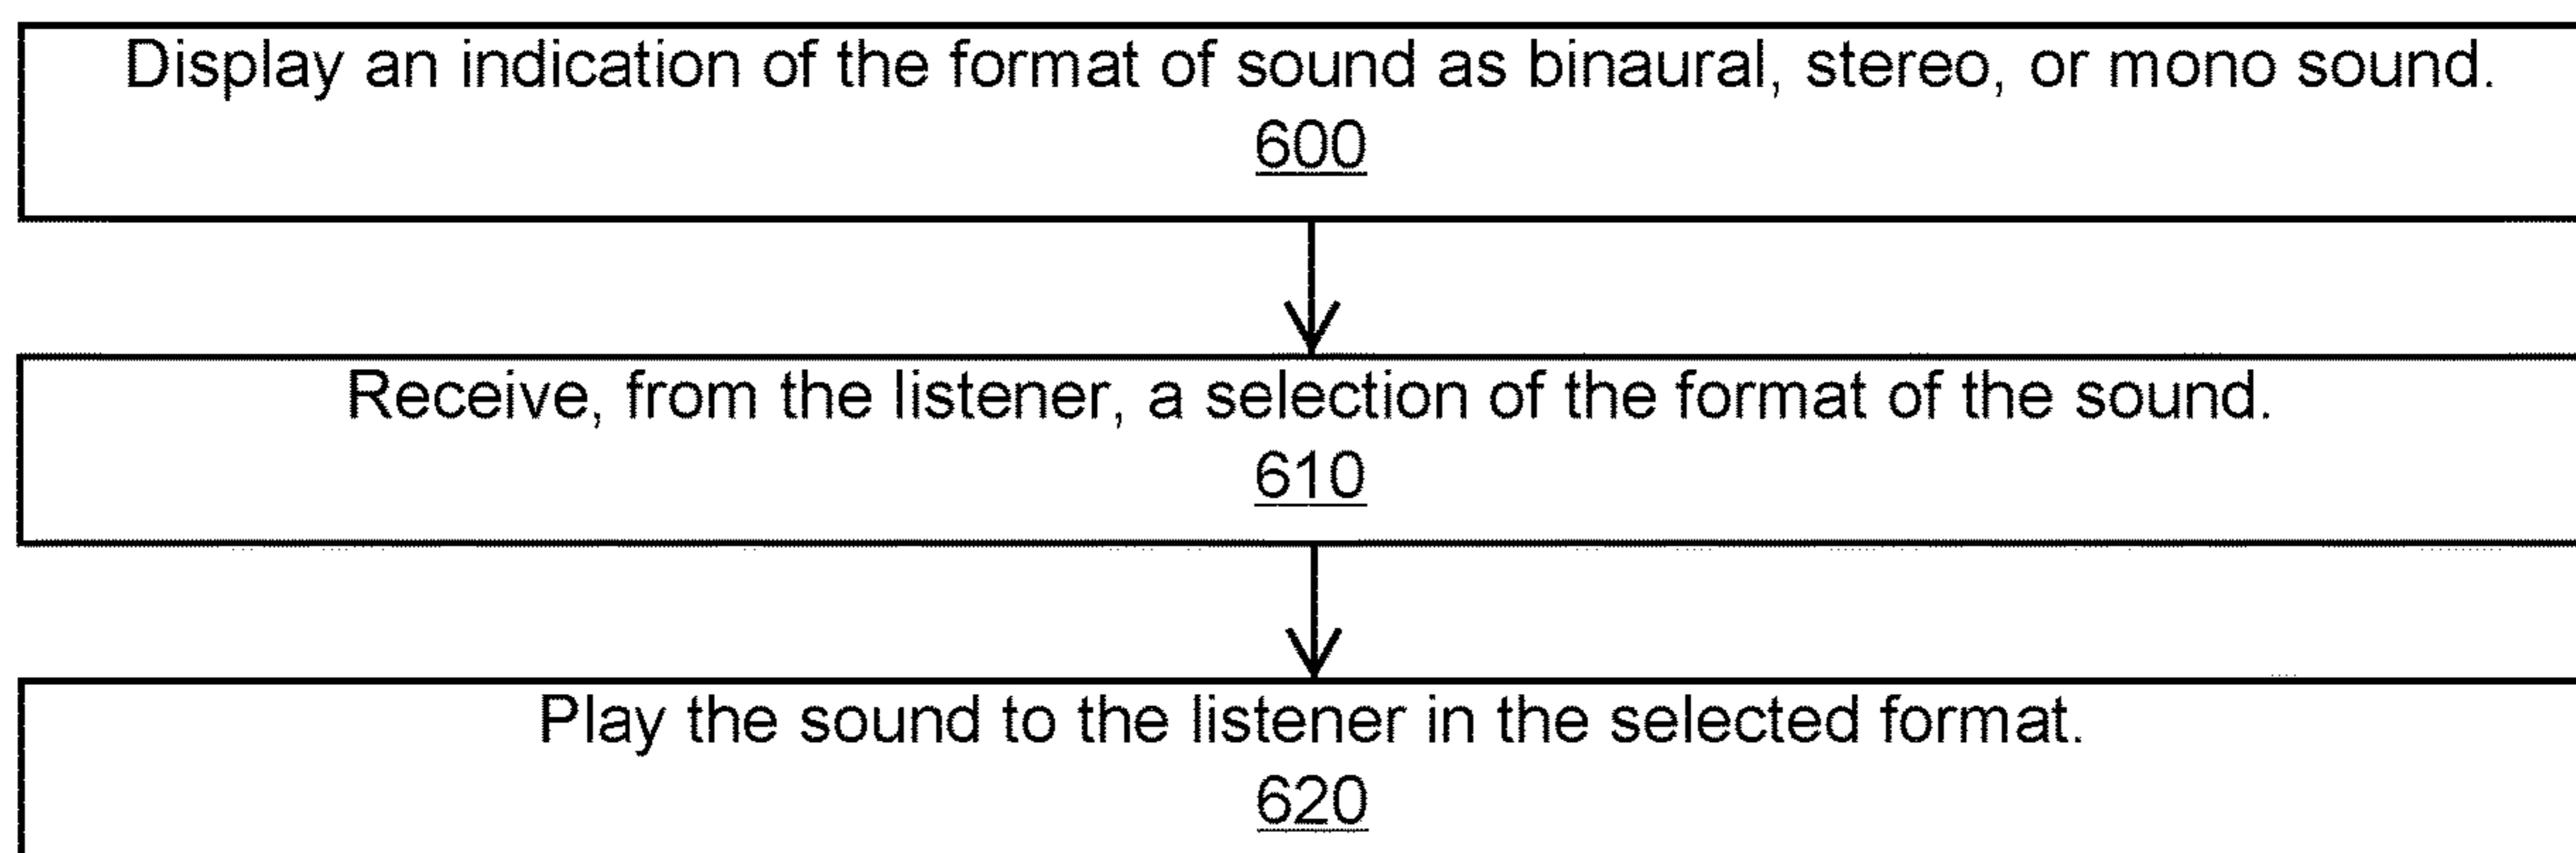 Display an indication of the format of sound as binaural, stereo, or mono sound.
600
Receive, from the listener, a selection of the format of the sound.
610
Play the sound to the listener in the selected format.
620